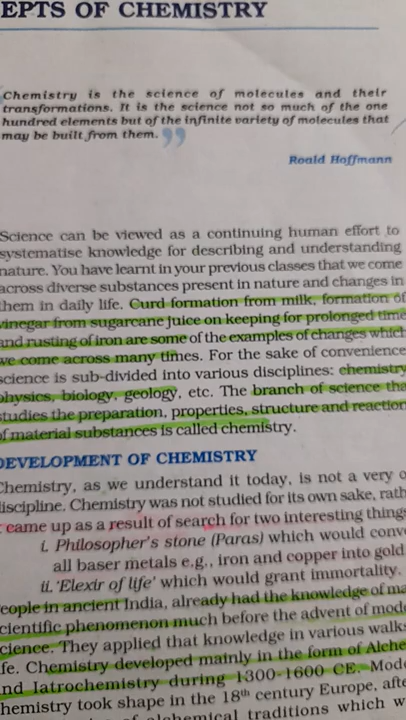 EPTS OF CHEMISTRY
Chemistry is the science of molecules and their
transformations. It is the science not so much of the one
hundred elements but of the infinite variety of molecules that
may be built from them. ”
Roald Hoffmann
Science can be viewed as a continuing human effort to
systematise knowledge for describing and understanding
nature. You have learnt in your previous classes that we come
across diverse substances present in nature and changes in
them in daily life. Curd formation from milk, formation of
vinegar from sugarcane juice on keeping for prolonged time
and rusting of iron are some of the examples of changes which
we come across many times. For the sake of convenience
science is sub-divided into various disciplines: chemistry
physics, biology, geology, etc. The branch of science tha
studies the preparation, properties, structure and reaction
of material substances is called chemistry.
DEVELOPMENT OF CHEMISTRY
Chemistry, as we understand it today, is not a very o
discipline. Chemistry was not studied for its own sake, rath
came up as a result of search for two interesting things
i. Philosopher's stone (Paras) which would conv
all baser metals e.g., iron and copper into gold
ii. 'Elexir of life' which would grant immortality.
eople in ancient India, already had the knowledge of ma
cientific phenomenon much before the advent of mode
cience. They applied that knowledge in various walks
fe. Chemistry developed mainly in the form of Alche
nd Iatrochemistry during 1300-1600 CE. Mode
hemistry took shape in the 18th century Europe, afte
alchemical traditions which w